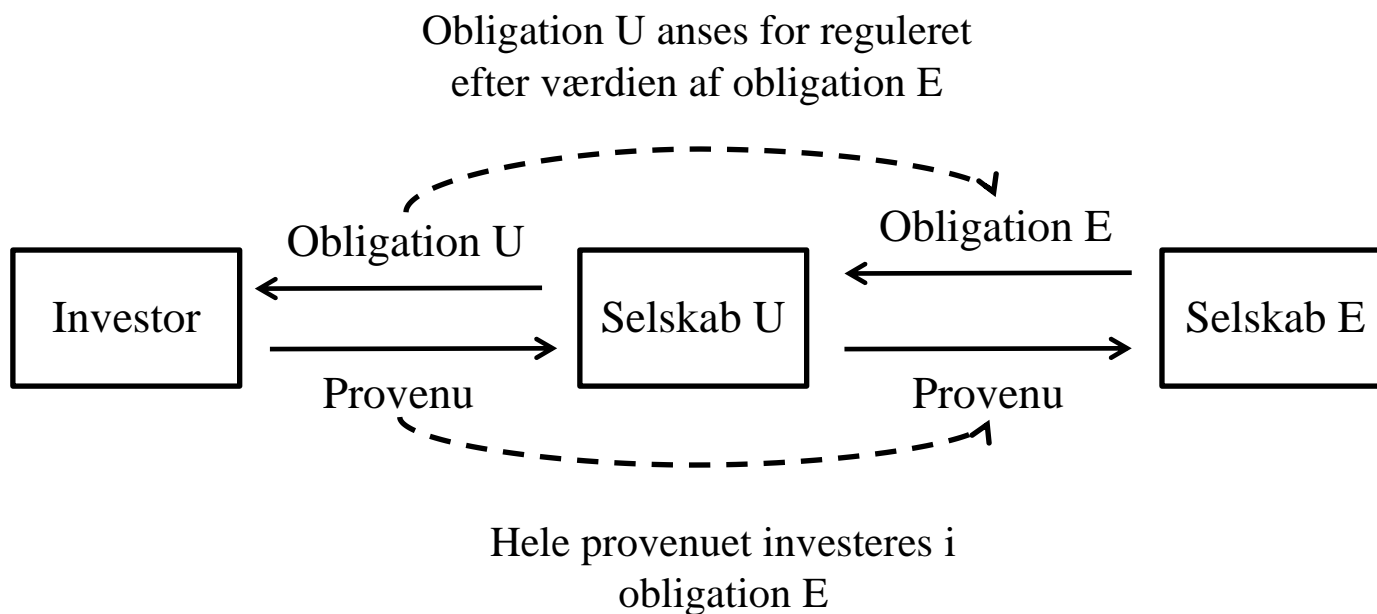 Obligation U anses for reguleret
efter værdien af obligation E
Obligation U
Obligation E
Investor
Selskab U
Selskab E
Provenu
Provenu
Hele provenuet investeres i
obligation E